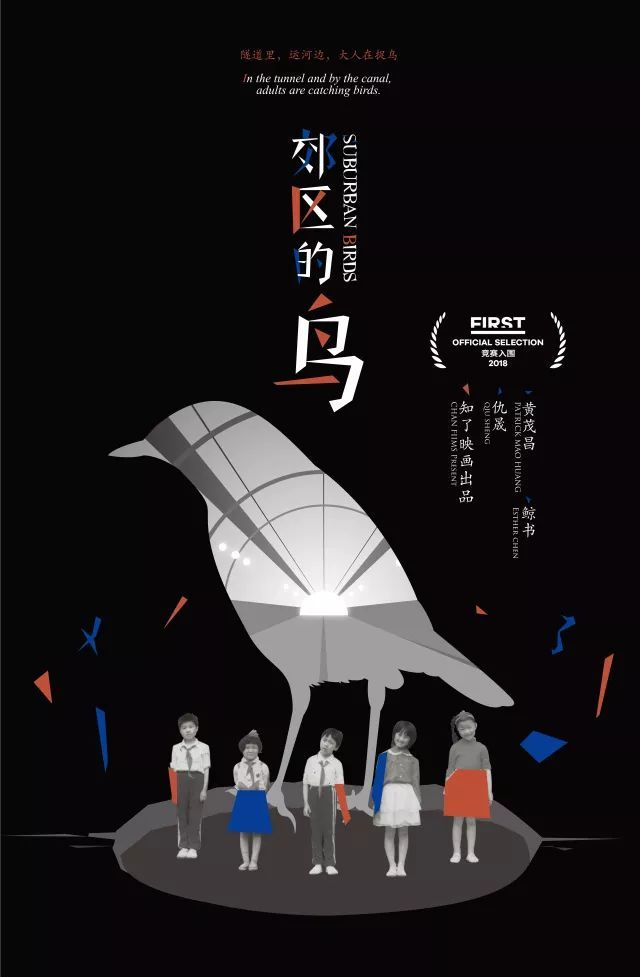 隧道里，运河边，大人在捉鸟
In the tunnel and by the canal,
adults are catching birds.
郊区的鸟
SUBURBAN BIRDS
FIRST
OFFICIAL SELECTION
竞赛入围
2018
黄茂昌
PATRICK MAO HUANG
鲸书
ESTHER CHEN
仇晟
QIU SHENG
知了映画出品
CHAN FILMS PRESENT